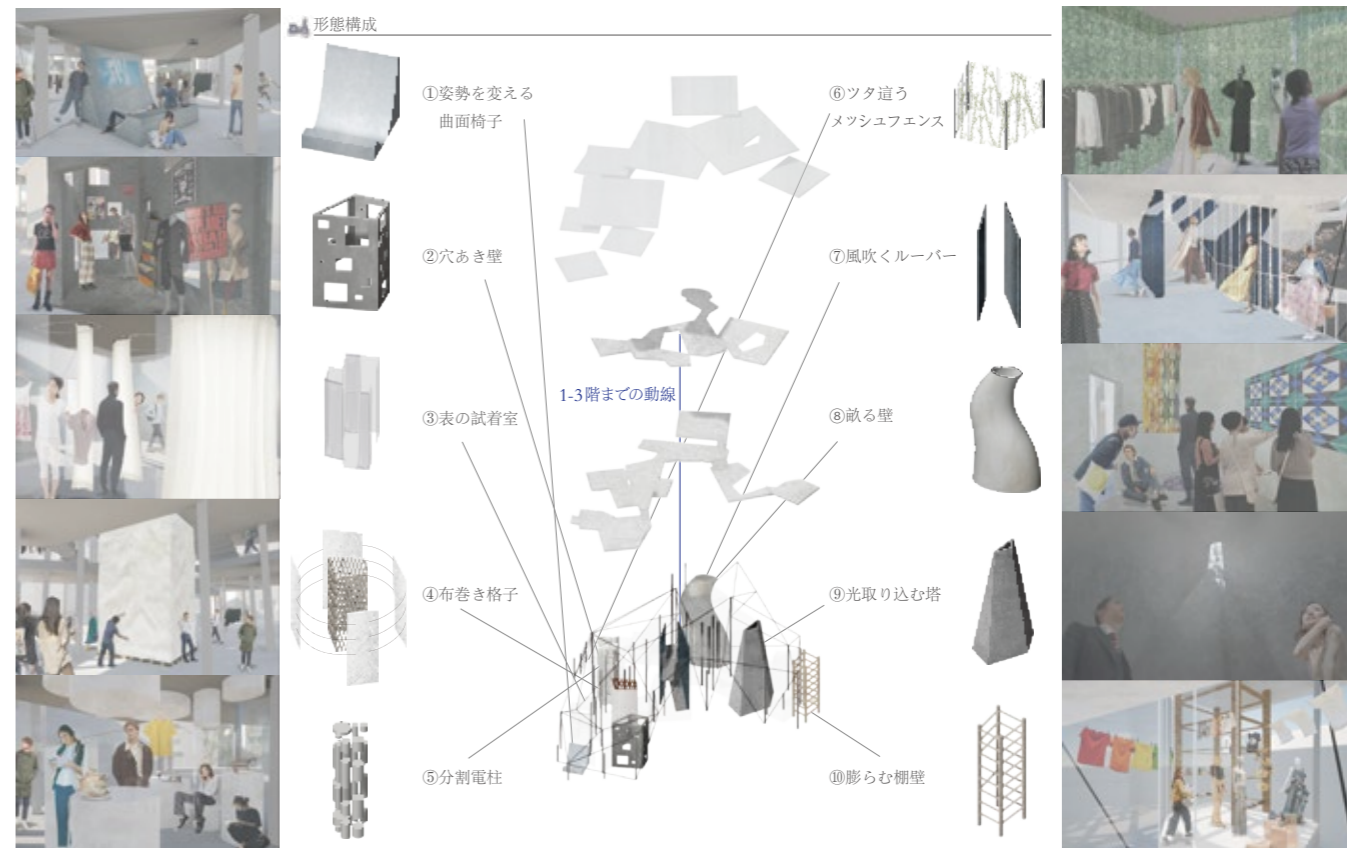 形態構成
①姿勢を変える
曲面椅子
②穴あき壁
③表の試着室
④布巻き格子
⑤分割電柱
1-3階までの動線
⑥ツタ這う
メッシュフェンス
⑦風吹くルーバー
⑧畝る壁
⑨光取り込む塔
⑩膨らむ棚壁